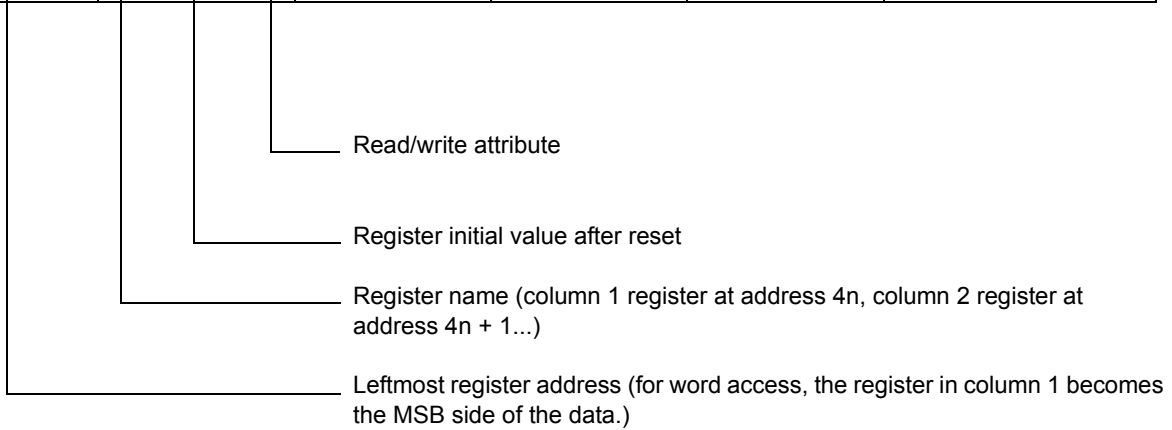 Read/write attribute
Register initial value after reset
Register name (column 1 register at address 4n, column 2 register at
address 4n + 1...)
Leftmost register address (for word access, the register in column 1 becomes
the MSB side of the data.)